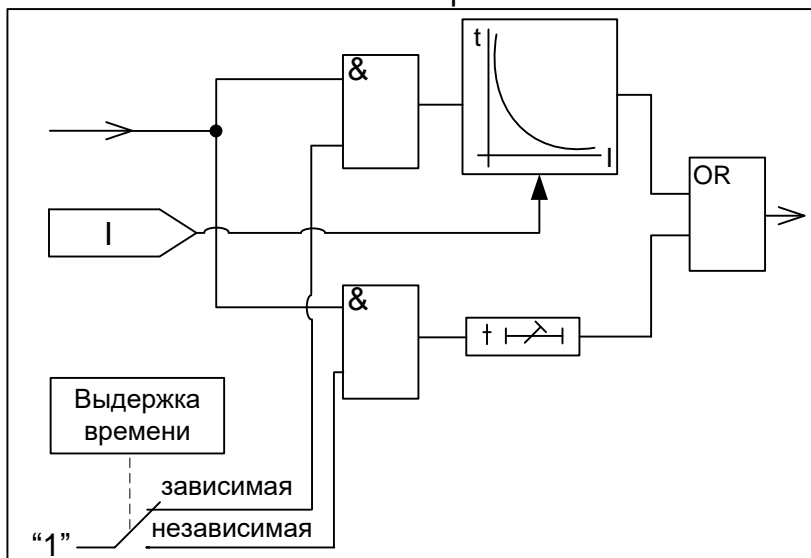 &
t
I
OR
I
&
t
Выдержка
времени
зависимая
независимая
“1”